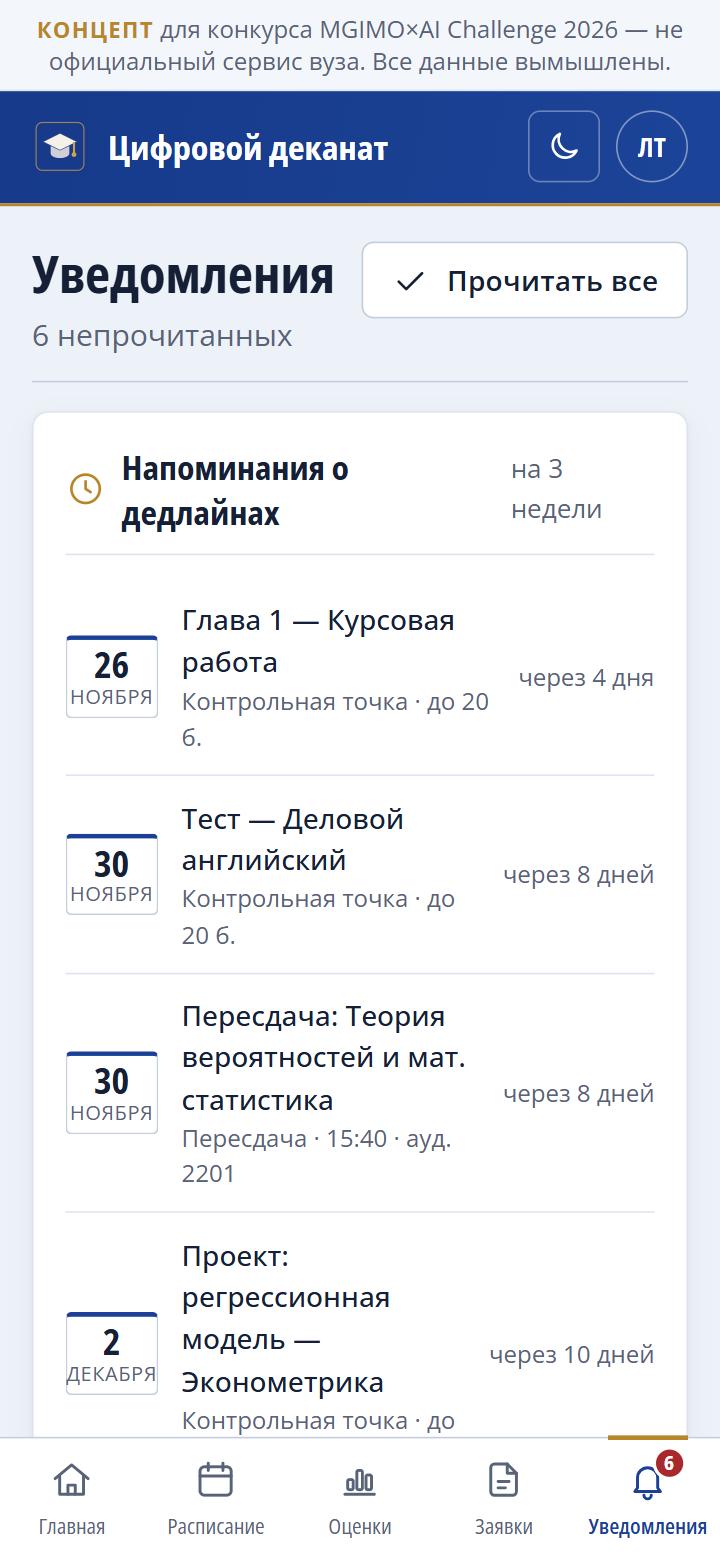 КОНЦЕПТ для конкурса MGIMO×AI Challenge 2026 — не
официальный сервис вуза. Все данные вымышлены.
Цифровой деканат
ЛТ
Уведомления
Прочитать все
6 непрочитанных
Напоминания о
дедлайнах
на 3
недели
26
НОЯБРЯ
Глава 1 — Курсовая
работа
Контрольная точка · до 20
б.
через 4 дня
30
НОЯБРЯ
Тест — Деловой
английский
Контрольная точка · до
20 б.
через 8 дней
30
НОЯБРЯ
Пересдача: Теория
вероятностей и мат.
статистика
Пересдача · 15:40 · ауд.
2201
через 8 дней
2
ДЕКАБРЯ
Проект:
регрессионная
модель —
Эконометрика
Контрольная точка · до
через 10 дней
Главная
Расписание
Оценки
Заявки
6
Уведомления